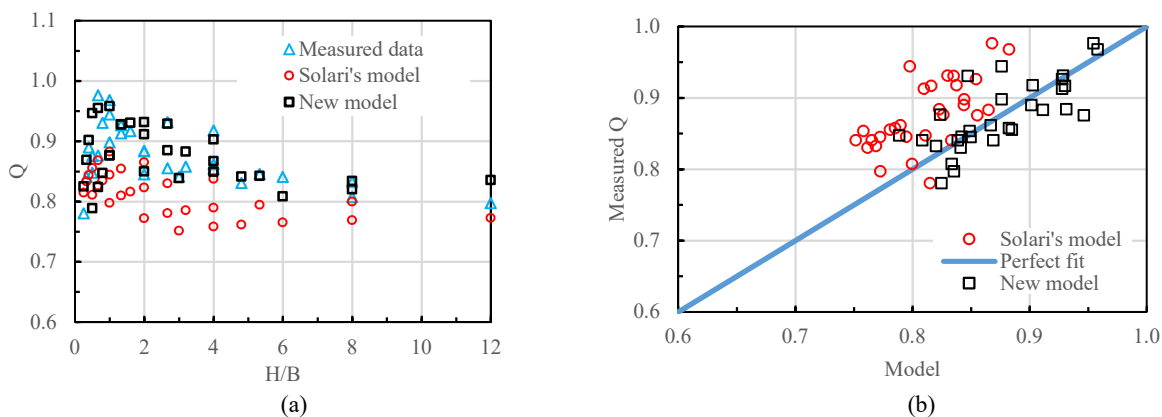 1.1
1.0
0.9
0.8
0.7
0.6
Q
0 2 4 6 8 10 12
H/B
Measured data
Solari's model
New model
(a)
1.0
0.9
0.8
0.7
0.6
Measured Q
0.6 0.7 0.8 0.9 1.0
Model
Solari's model
Perfect fit
New model
(b)